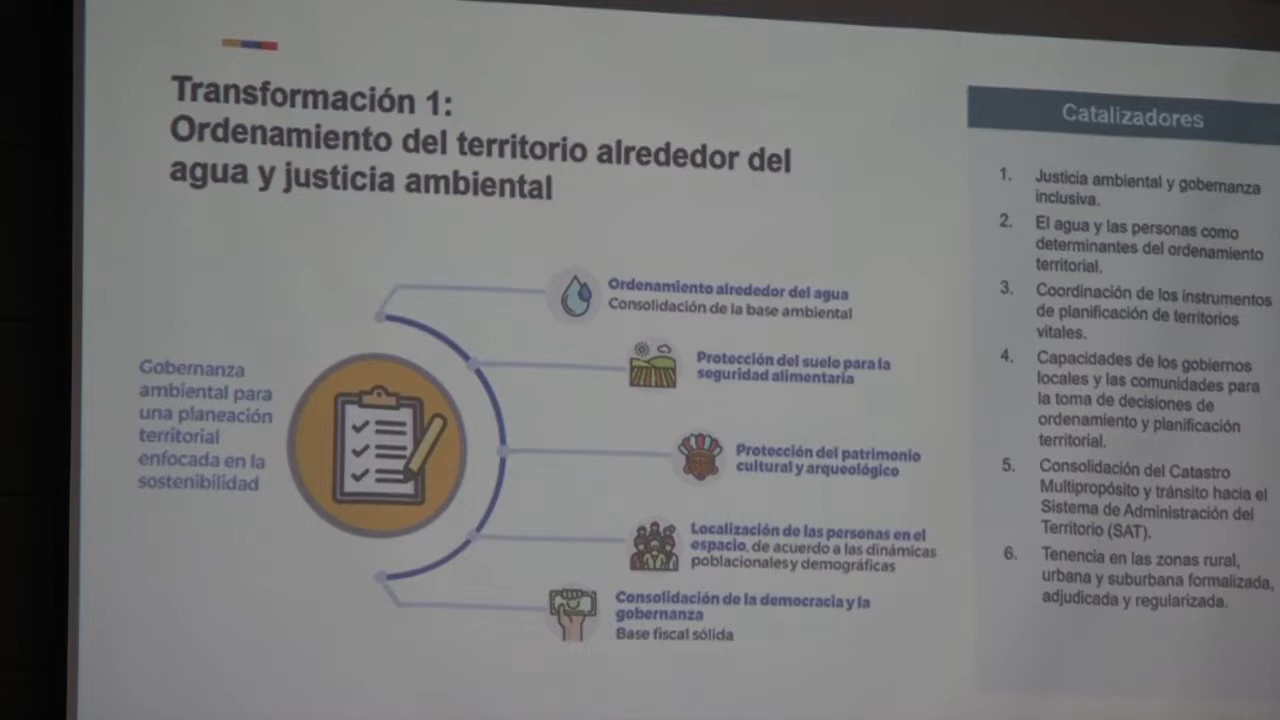 Transformación 1:
Ordenamiento del territorio alrededor del
agua y justicia ambiental
Gobernanza
ambiental para
una planeación
territorial
enfocada en la
sostenibilidad
Ordenamiento alrededor del agua
Consolidación de la base ambiental
Protección del suelo para la
seguridad alimentaria
Protección del patrimonio
cultural y arqueológico
Localización de las personas en el
espacio, de acuerdo a las dinámicas
poblacionales y demográficas
Consolidación de la democracia y la
gobernanza
Base fiscal sólida
Catalizadores
1. Justicia ambiental y gobernanza
inclusiva.
2. El agua y las personas como
determinantes del ordenamiento
territorial.
3. Coordinación de los instrumentos
de planificación de territorios
vitales.
4. Capacidades de los gobiernos
locales y las comunidades para
la toma de decisiones de
ordenamiento y planificación
territorial.
5. Consolidación del Catastro
Multipropósito y tránsito hacia el
Sistema de Administración del
Territorio (SAT).
6. Tenencia en las zonas rural,
urbana y suburbana formalizada,
adjudicada y regularizada.